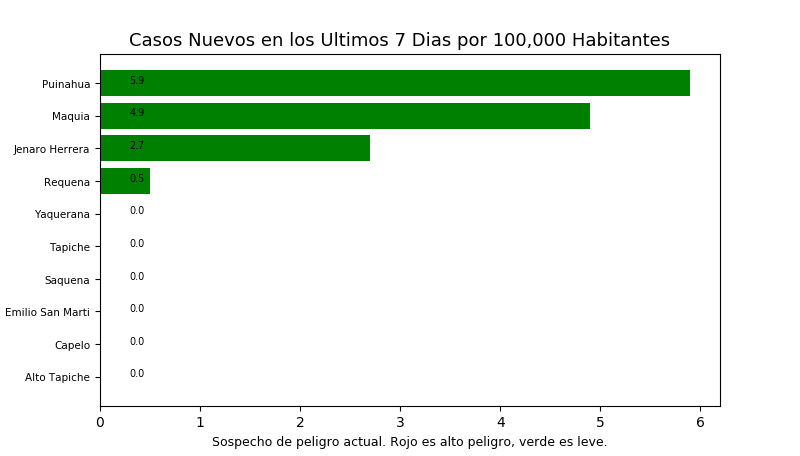 Casos Nuevos en los Ultimos 7 Dias por 100,000 Habitantes
Puinahua 5.9
Maquia 4.9
Jenaro Herrera 2.7
Requena 0.5
Yaquerana 0.0
Tapiche 0.0
Saquena 0.0
Emilio San Marti 0.0
Capelo 0.0
Alto Tapiche 0.0
0 1 2 3 4 5 6
Sospecho de peligro actual. Rojo es alto peligro, verde es leve.